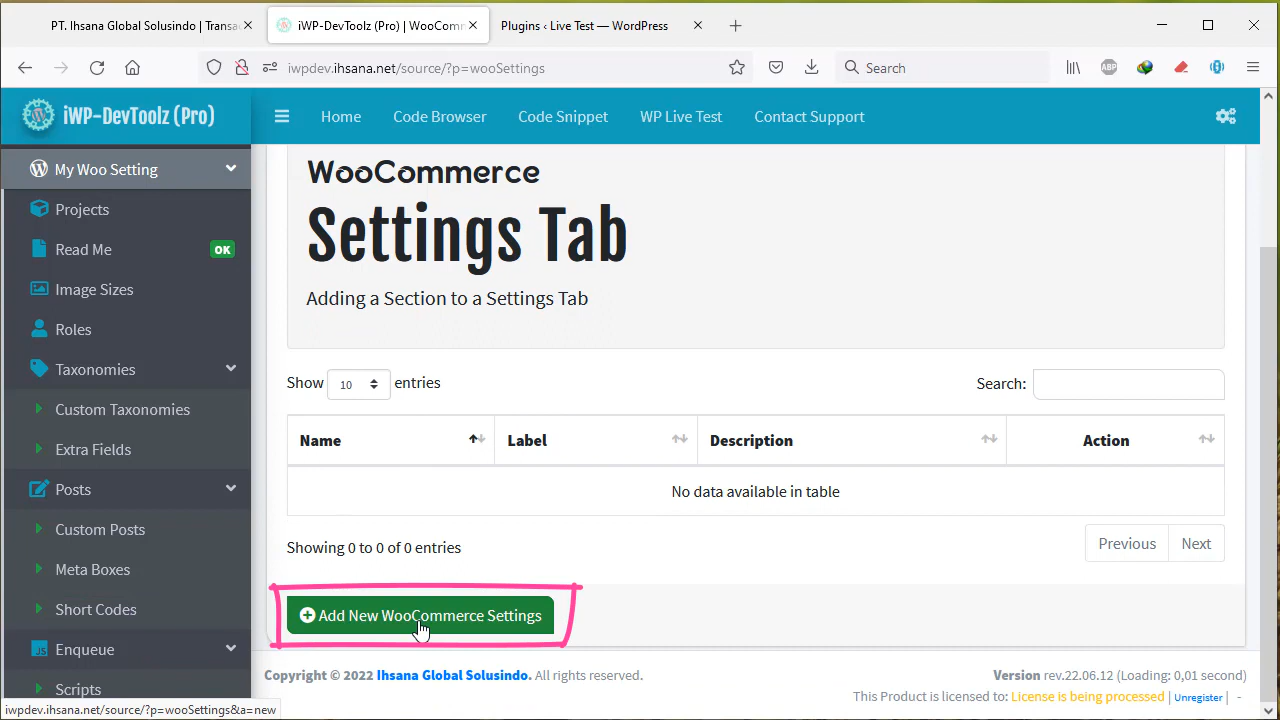 PT. Ihsana Global Solusindo | Transa
iWP-DevToolz (Pro) | WooComm
Plugins ‹ Live Test — WordPress
iwpdev.ihsana.net/source/?p=wooSettings
Search
ABP
iWP-DevToolz (Pro)
Home
Code Browser
Code Snippet
WP Live Test
Contact Support
My Woo Setting
Projects
Read Me
OK
Image Sizes
Roles
Taxonomies
Custom Taxonomies
Extra Fields
Posts
Custom Posts
Meta Boxes
Short Codes
Enqueue
Scripts
WooCommerce
Settings Tab
Adding a Section to a Settings Tab
Show 10 entries
Search:
Name Label Description Action
No data available in table
Showing 0 to 0 of 0 entries
Previous Next
Add New WooCommerce Settings
Copyright © 2022 Ihsana Global Solusindo. All rights reserved.
Version rev.22.06.12 (Loading: 0,01 second)
This Product is licensed to: License is being processed | Unregister | -
iwpdev.ihsana.net/source/?p=wooSettings&a=new